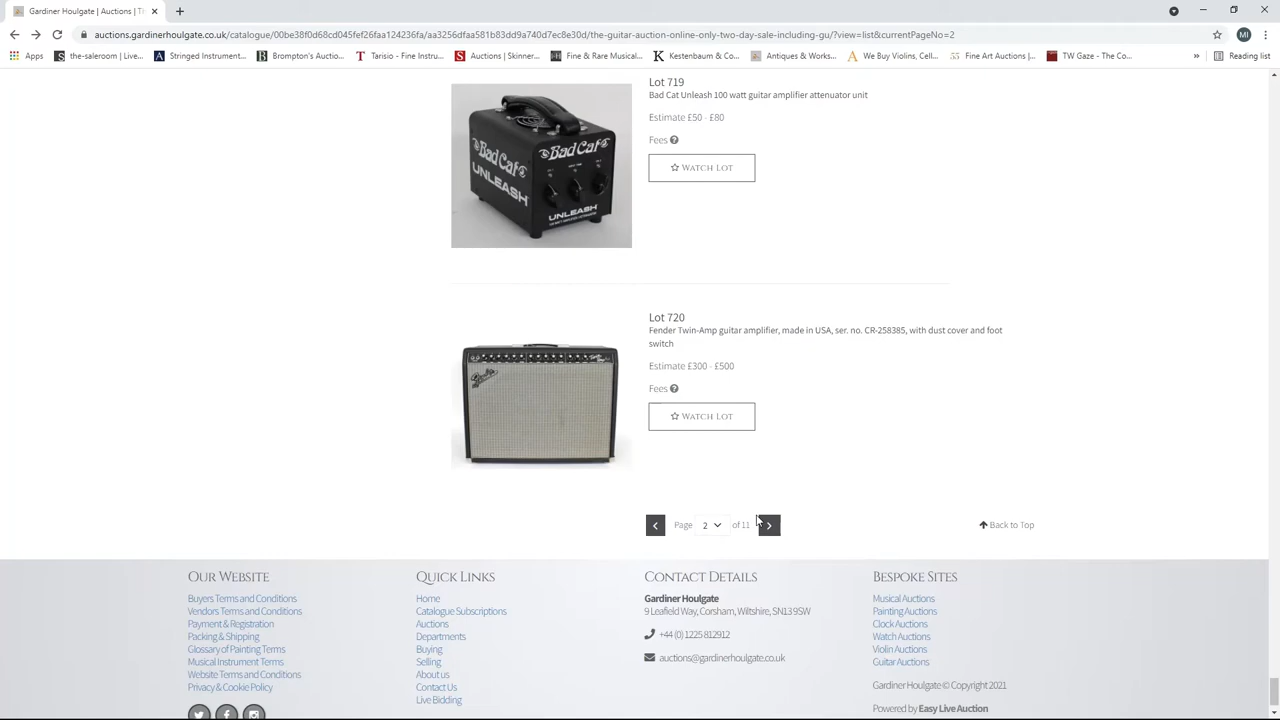 Gardiner Houlgate | Auctions | Ti
auctions.gardinerhoulgate.co.uk/catalogue/00be38f0d68cd045fef26faa124236fa/aa3256dfaa581b83dd9a740d7ec8e30d/the-guitar-auction-online-only-two-day-sale-including-gu/?view=list&currentPageNo=2
MI
Apps
the-saleroom | Live...
Stringed Instrument...
Brompton's Auctio...
Tarisio - Fine Instru...
Auctions | Skinner...
Fine & Rare Musical...
Kestenbaum & Co...
Antiques & Works...
We Buy Violins, Cell...
Fine Art Auctions |...
TW Gaze - The Co...
»
Reading list
Lot 719
Bad Cat Unleash 100 watt guitar amplifier attenuator unit
Estimate £50 - £80
Fees
WATCH LOT
Bad Cat
UNLEASH
Bad Cat
UNLEASH
Lot 720
Fender Twin-Amp guitar amplifier, made in USA, ser. no. CR-258385, with dust cover and foot
switch
Estimate £300 - £500
Fees
WATCH LOT
Fender
Page 2 of 11
Back to Top
OUR WEBSITE
Buyers Terms and Conditions
Vendors Terms and Conditions
Payment & Registration
Packing & Shipping
Glossary of Painting Terms
Musical Instrument Terms
Website Terms and Conditions
Privacy & Cookie Policy
QUICK LINKS
Home
Catalogue Subscriptions
Auctions
Departments
Buying
Selling
About us
Contact Us
Live Bidding
CONTACT DETAILS
Gardiner Houlgate
9 Leafield Way, Corsham, Wiltshire, SN13 9SW
+44 (0) 1225 812912
auctions@gardinerhoulgate.co.uk
BESPOKE SITES
Musical Auctions
Painting Auctions
Clock Auctions
Watch Auctions
Violin Auctions
Guitar Auctions
Gardiner Houlgate © Copyright 2021
Powered by Easy Live Auction